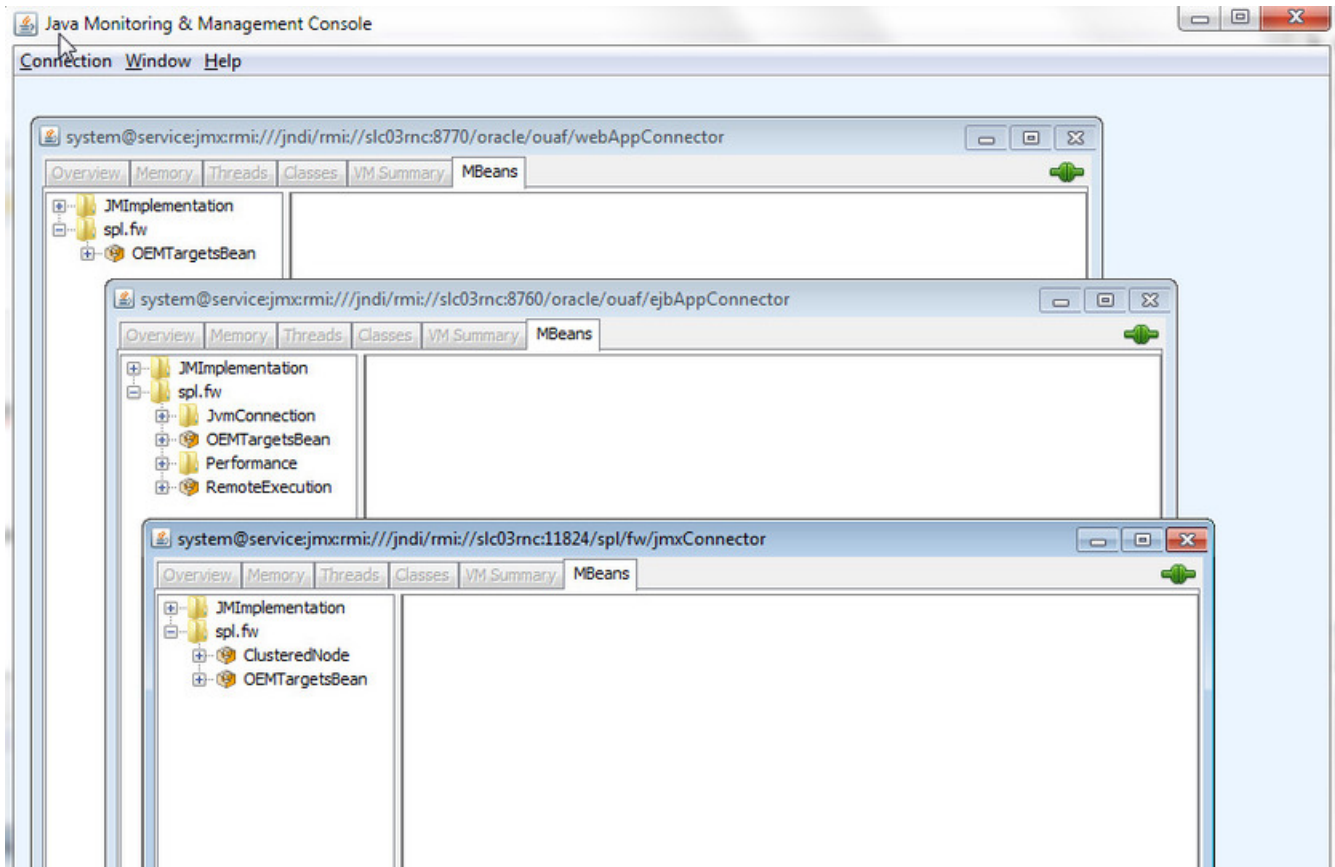 Java Monitoring & Management Console
Connection Window Help
system@service:jmx:rmi:///jndi/rmi://slc03rnc:8770/oracle/ouaf/webAppConnector
Overview Memory Threads Classes VM Summary MBeans
JMImplementation
spl.fw
OEMTargetsBean
system@service:jmx:rmi:///jndi/rmi://slc03rnc:8760/oracle/ouaf/ejbAppConnector
Overview Memory Threads Classes VM Summary MBeans
JMImplementation
spl.fw
JvmConnection
OEMTargetsBean
Performance
RemoteExecution
system@service:jmx:rmi:///jndi/rmi://slc03rnc:11824/spl/fw/jmxConnector
Overview Memory Threads Classes VM Summary MBeans
JMImplementation
spl.fw
ClusteredNode
OEMTargetsBean